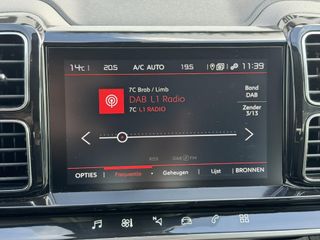 14°C 20.5 A/C AUTO 19.5 11:39
7C Brab / Limb
DAB L1 Radio
7C L1 RADIO
Band
DAB
Zender
3/13
RDS DAB FM
OPTIES Frequentie Geheugen Lijst BRONNEN